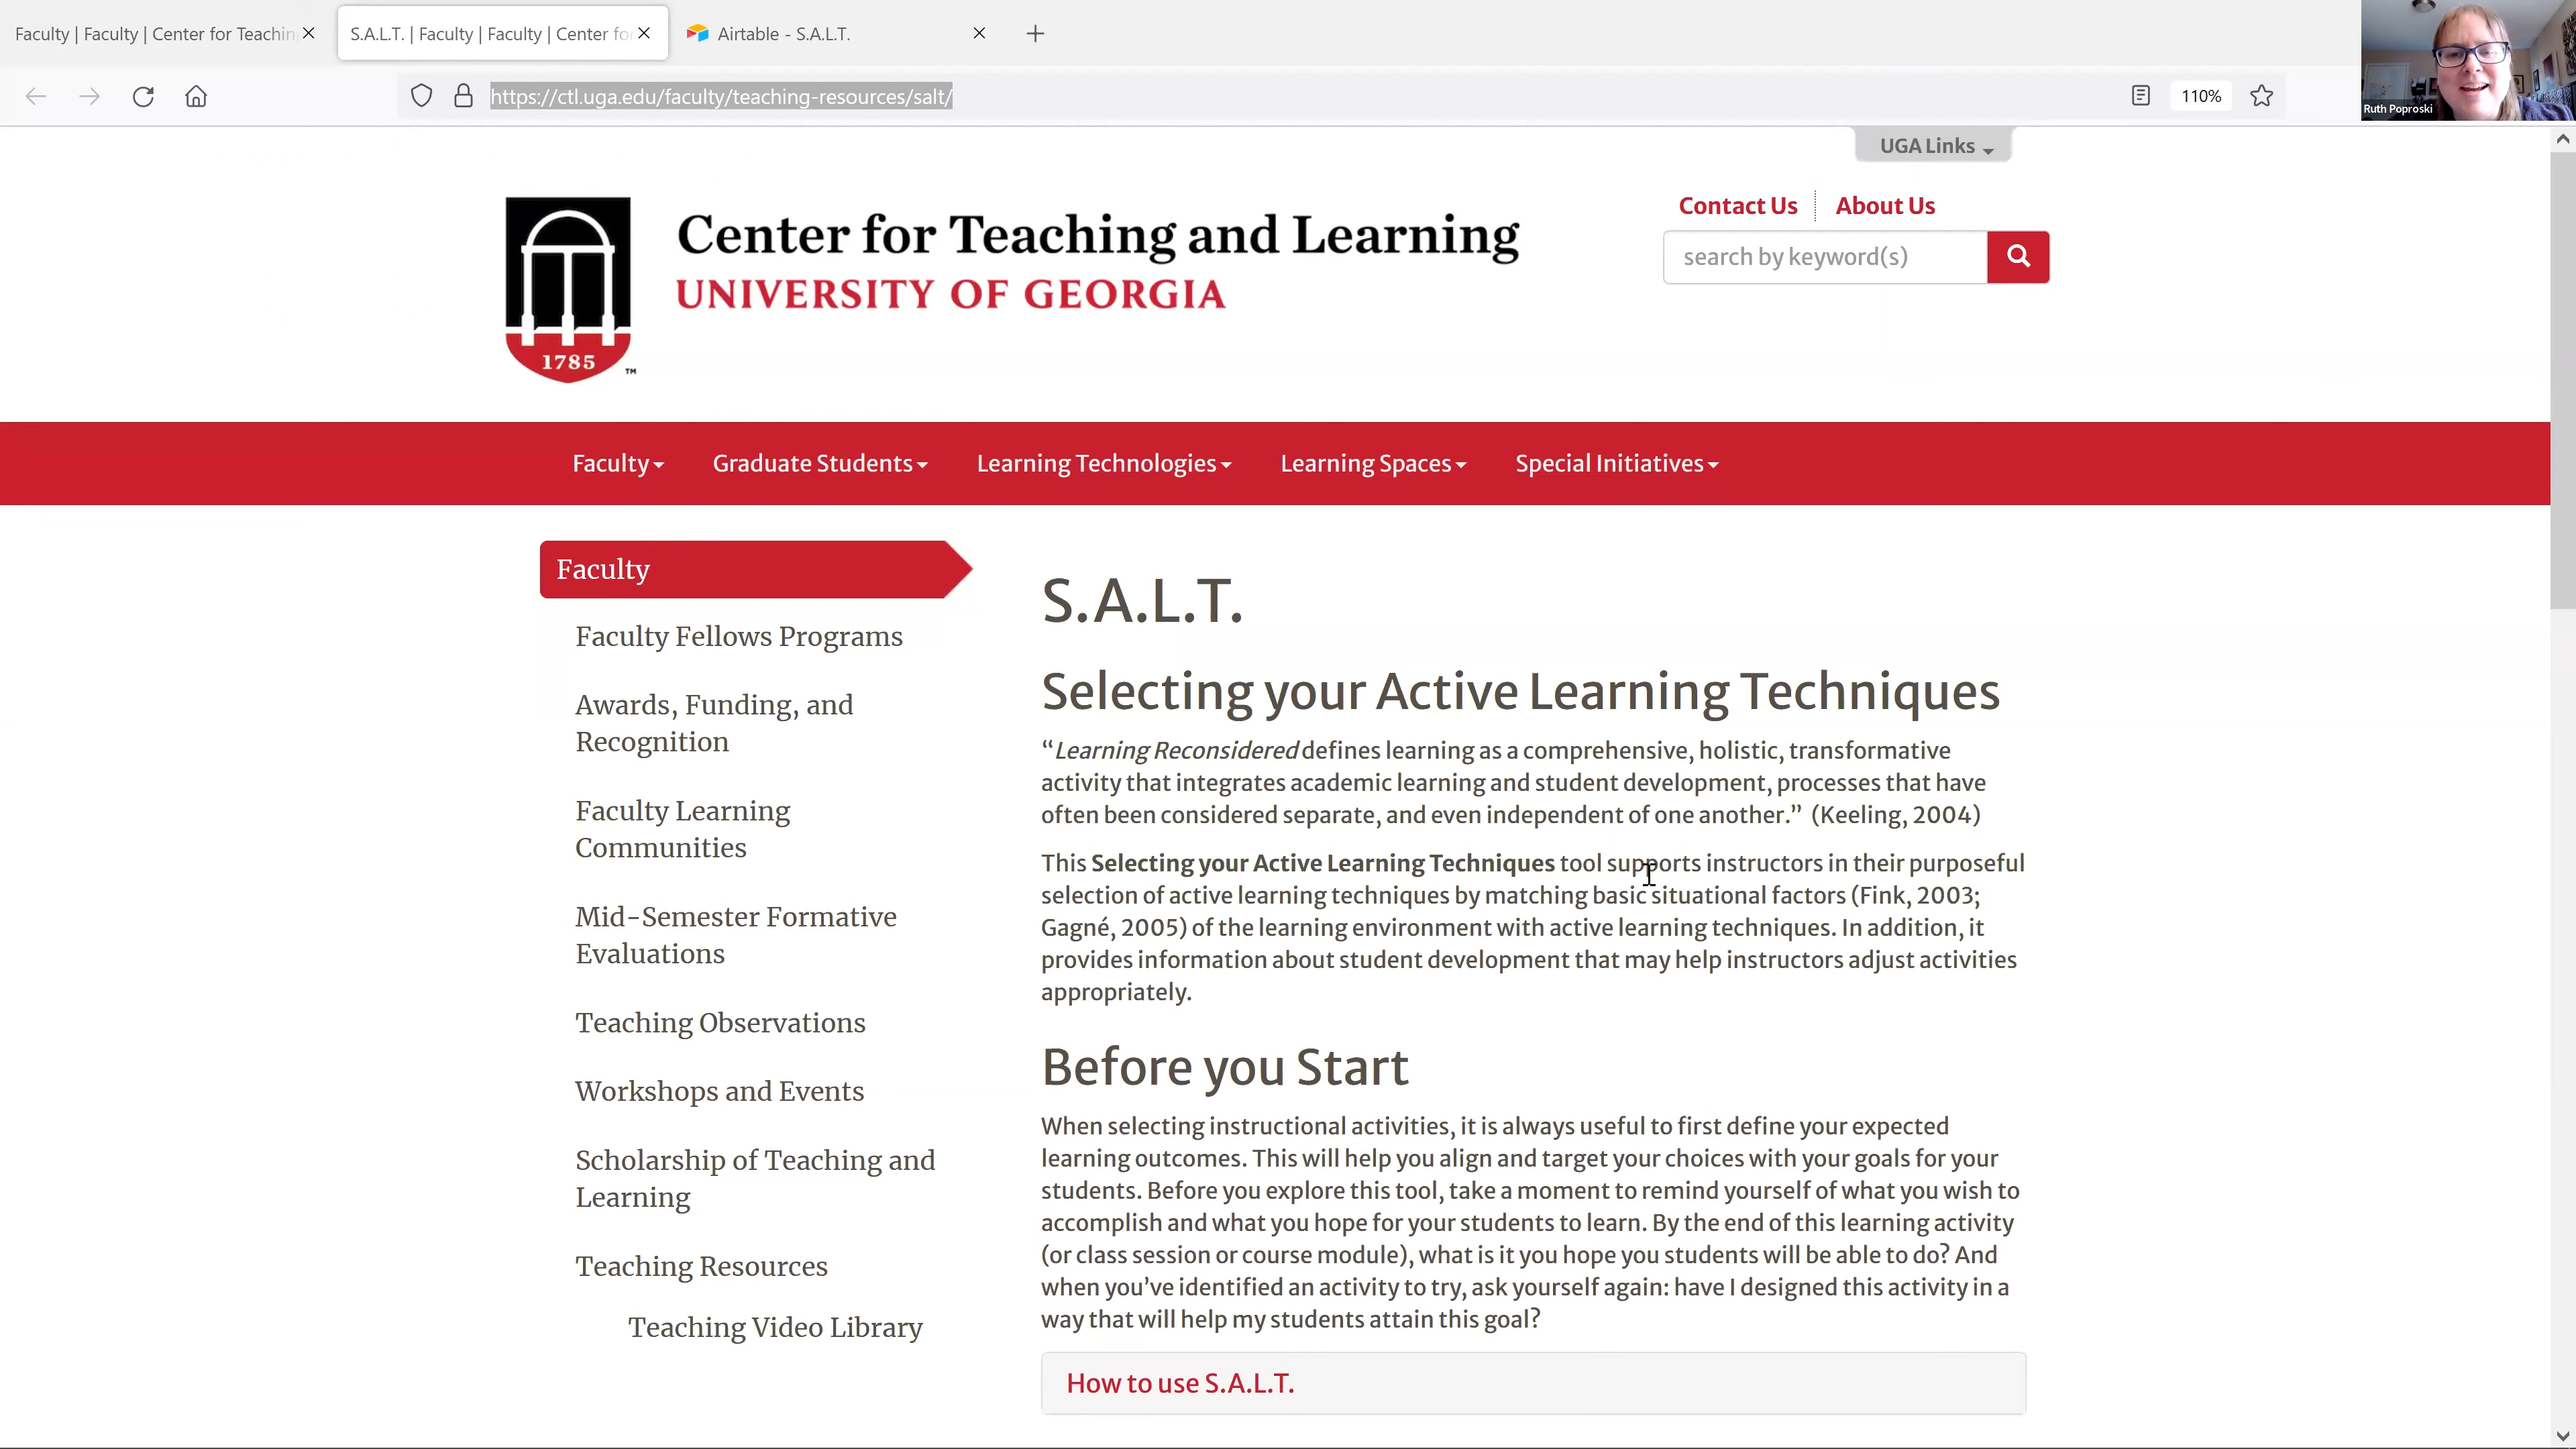 Faculty | Faculty | Center for Teachin
S.A.L.T. | Faculty | Faculty | Center for
Airtable - S.A.L.T.
https://ctl.uga.edu/faculty/teaching-resources/salt/
110%
Ruth Poproski
UGA Links
Center for Teaching and Learning
UNIVERSITY OF GEORGIA
1785
TM
Contact Us
About Us
search by keyword(s)
Faculty
Graduate Students
Learning Technologies
Learning Spaces
Special Initiatives
Faculty
Faculty Fellows Programs
Awards, Funding, and
Recognition
Faculty Learning
Communities
Mid-Semester Formative
Evaluations
Teaching Observations
Workshops and Events
Scholarship of Teaching and
Learning
Teaching Resources
Teaching Video Library
S.A.L.T.
Selecting your Active Learning Techniques
“Learning Reconsidered defines learning as a comprehensive, holistic, transformative
activity that integrates academic learning and student development, processes that have
often been considered separate, and even independent of one another.” (Keeling, 2004)
This Selecting your Active Learning Techniques tool supports instructors in their purposeful
selection of active learning techniques by matching basic situational factors (Fink, 2003;
Gagné, 2005) of the learning environment with active learning techniques. In addition, it
provides information about student development that may help instructors adjust activities
appropriately.
Before you Start
When selecting instructional activities, it is always useful to first define your expected
learning outcomes. This will help you align and target your choices with your goals for your
students. Before you explore this tool, take a moment to remind yourself of what you wish to
accomplish and what you hope for your students to learn. By the end of this learning activity
(or class session or course module), what is it you hope you students will be able to do? And
when you’ve identified an activity to try, ask yourself again: have I designed this activity in a
way that will help my students attain this goal?
How to use S.A.L.T.